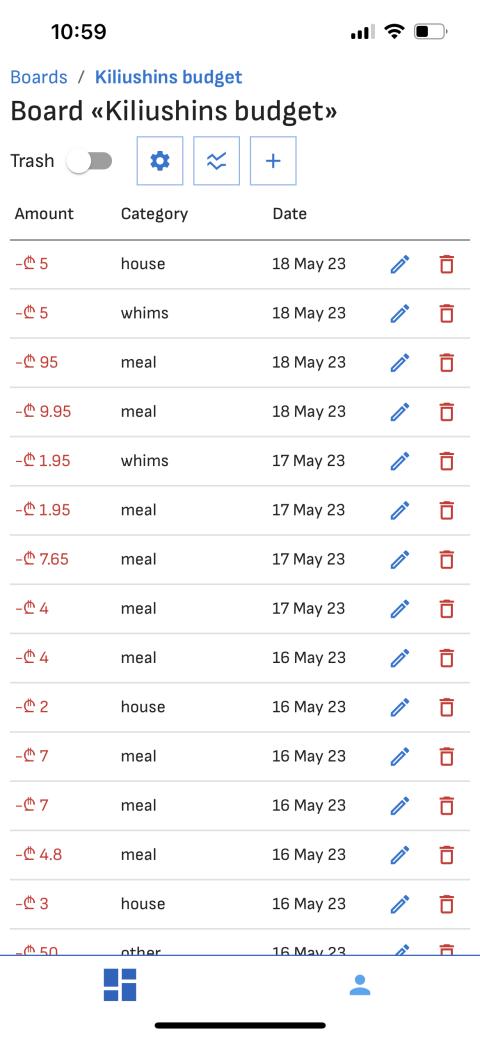 10:59
Boards / Kiliushins budget
Board «Kiliushins budget»
Trash
Amount Category Date
-₾ 5 house 18 May 23
-₾ 5 whims 18 May 23
-₾ 95 meal 18 May 23
-₾ 9.95 meal 18 May 23
-₾ 1.95 whims 17 May 23
-₾ 1.95 meal 17 May 23
-₾ 7.65 meal 17 May 23
-₾ 4 meal 17 May 23
-₾ 4 meal 16 May 23
-₾ 2 house 16 May 23
-₾ 7 meal 16 May 23
-₾ 7 meal 16 May 23
-₾ 4.8 meal 16 May 23
-₾ 3 house 16 May 23
-₾ 50 other 16 May 23